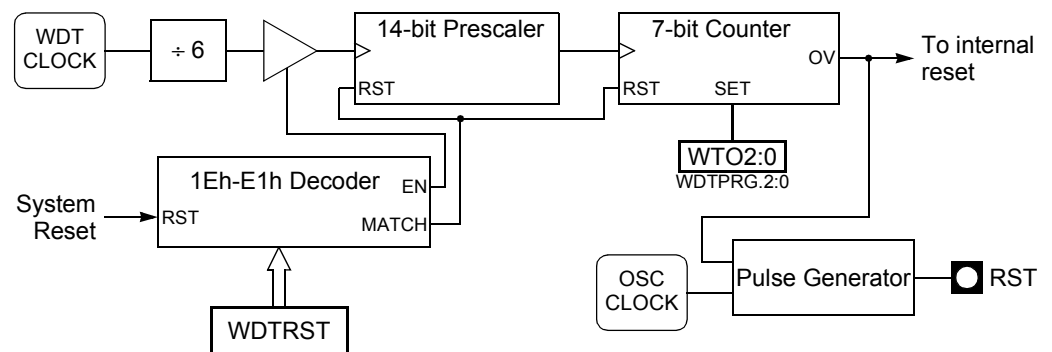 WDT
CLOCK
÷ 6
14-bit Prescaler
RST
7-bit Counter
OV
RST
SET
To internal
reset
WTO2:0
WDTPRG.2:0
1Eh-E1h Decoder
EN
RST
MATCH
System
Reset
WDTRST
OSC
CLOCK
Pulse Generator
RST